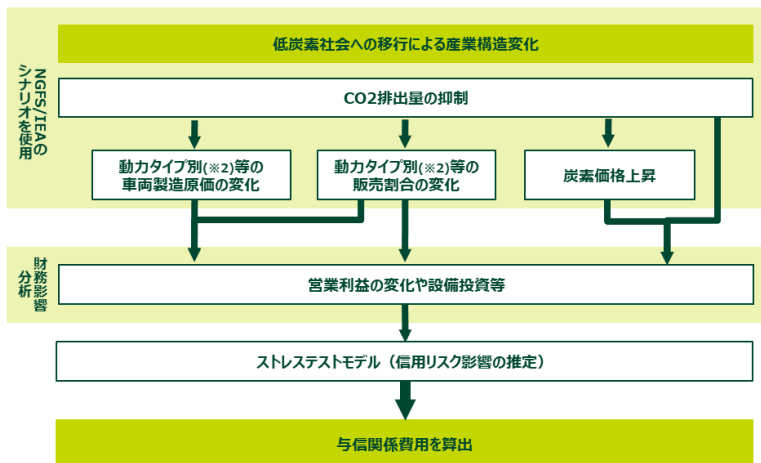 低炭素社会への移行による産業構造変化
NGFS/IEAの
シナリオを使用
CO2排出量の抑制
動力タイプ別(※2)等の
車両製造原価の変化
動力タイプ別(※2)等の
販売割合の変化
炭素価格上昇
財務影響
分析
営業利益の変化や設備投資等
ストレステストモデル（信用リスク影響の推定）
与信関係費用を算出